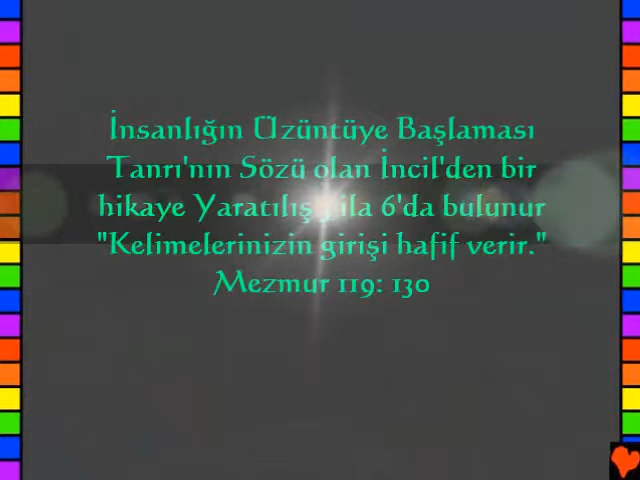 İnsanlığın Üzüntüye Başlaması
Tanrı'nın Sözü olan İncil'den bir
hikaye Yaratılış ila 6'da bulunur
"Kelimelerinizin girişi hafif verir."
Mezmur 119: 130